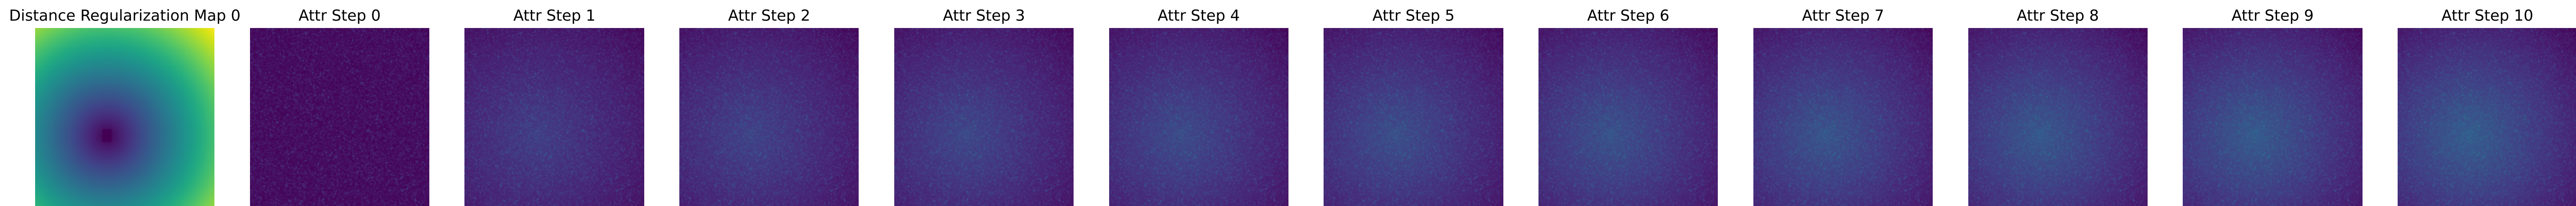 Distance Regularization Map 0
Attr Step 0
Attr Step 1
Attr Step 2
Attr Step 3
Attr Step 4
Attr Step 5
Attr Step 6
Attr Step 7
Attr Step 8
Attr Step 9
Attr Step 10